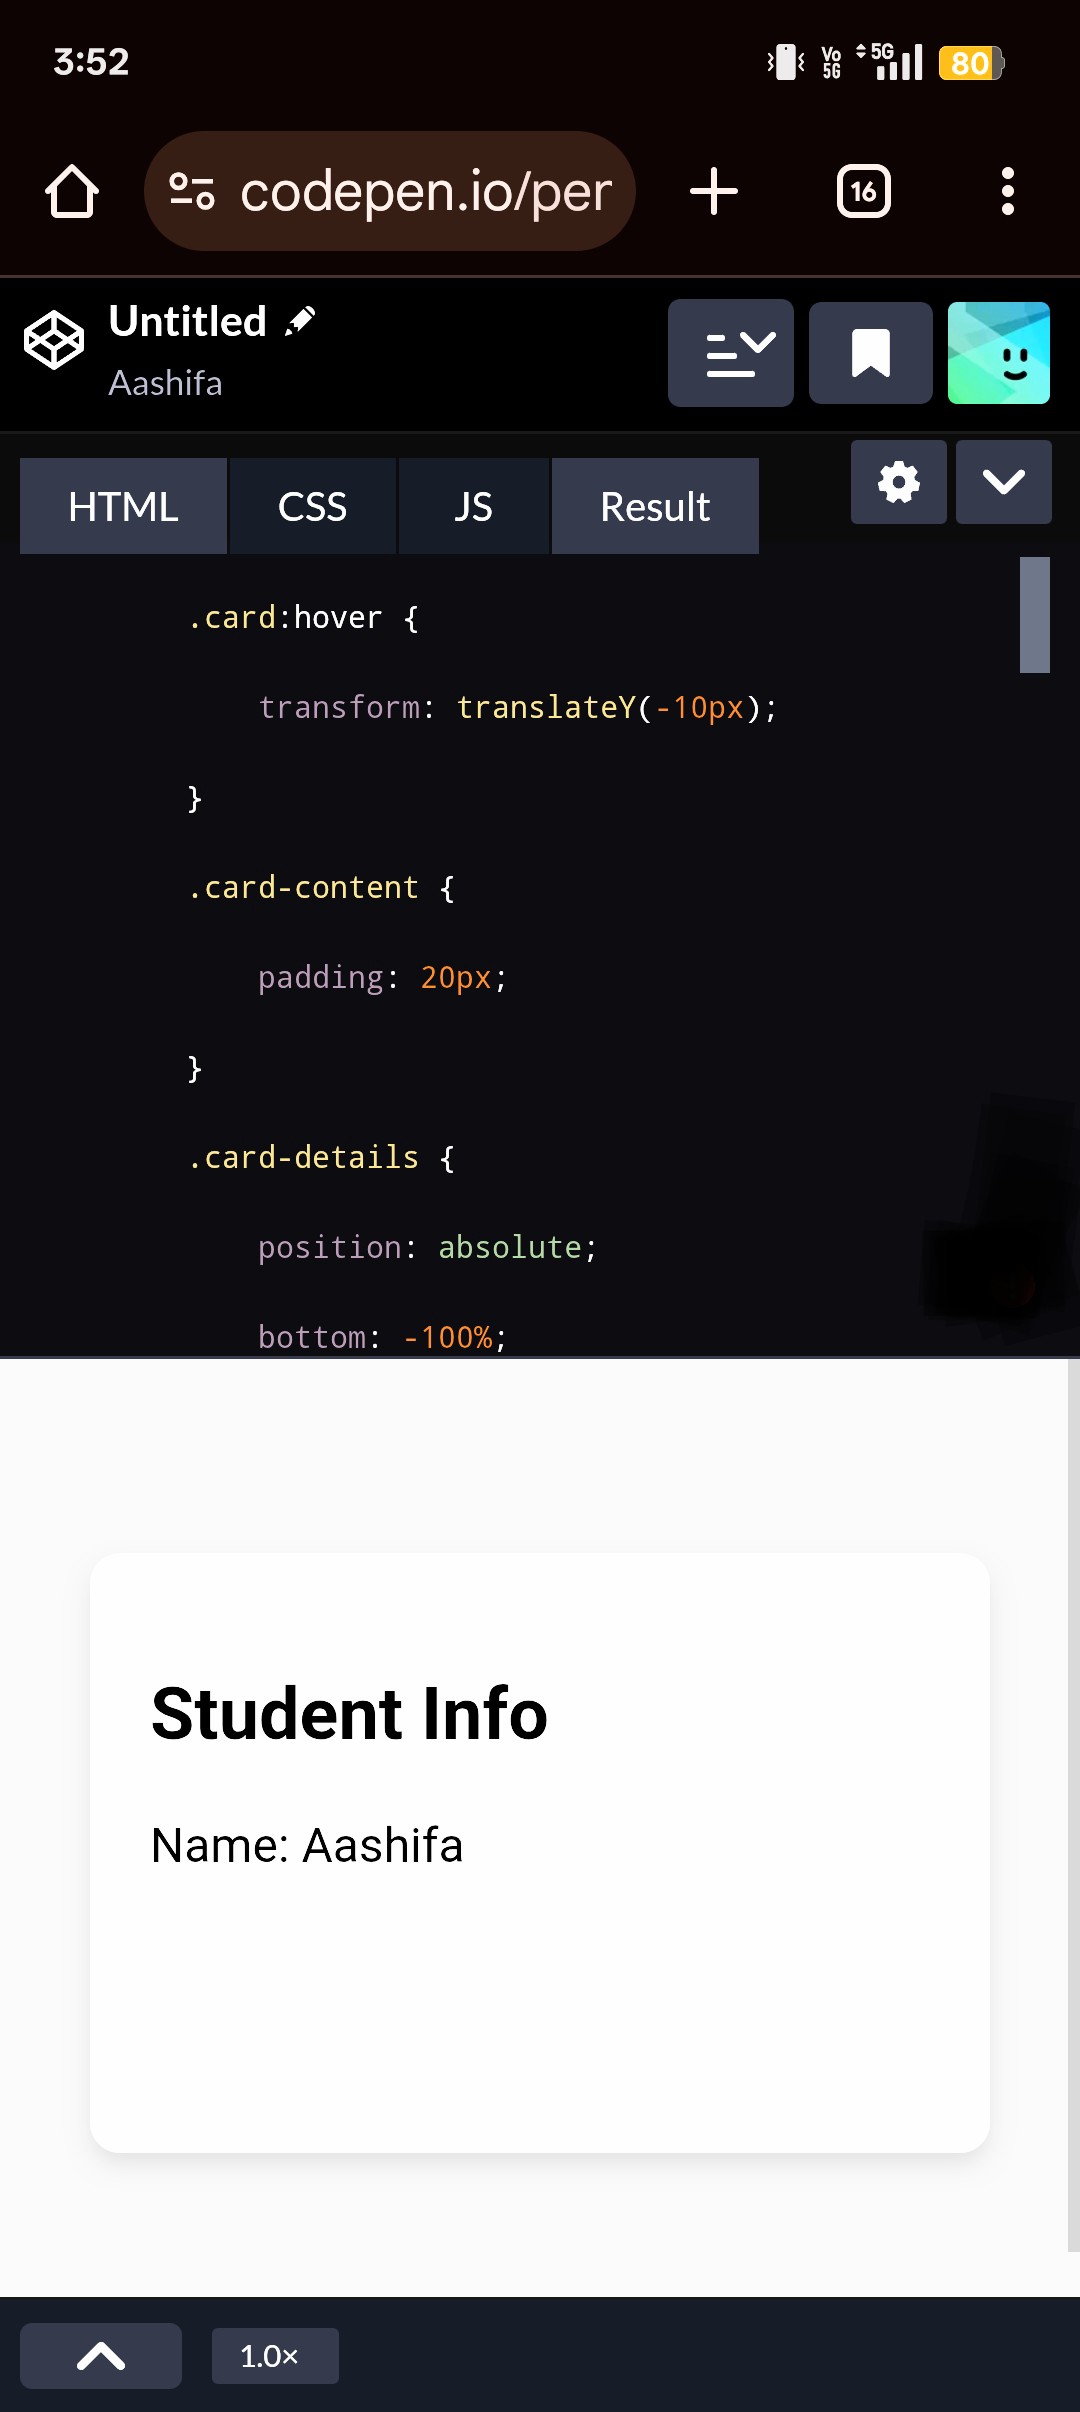 3:52
Vo 5G
5G
80
codepen.io/per
16
Untitled
Aashifa
HTML CSS JS Result
.card:hover {
transform: translateY(-10px);
}
.card-content {
padding: 20px;
}
.card-details {
position: absolute;
bottom: -100%;
Student Info
Name: Aashifa
1.0×